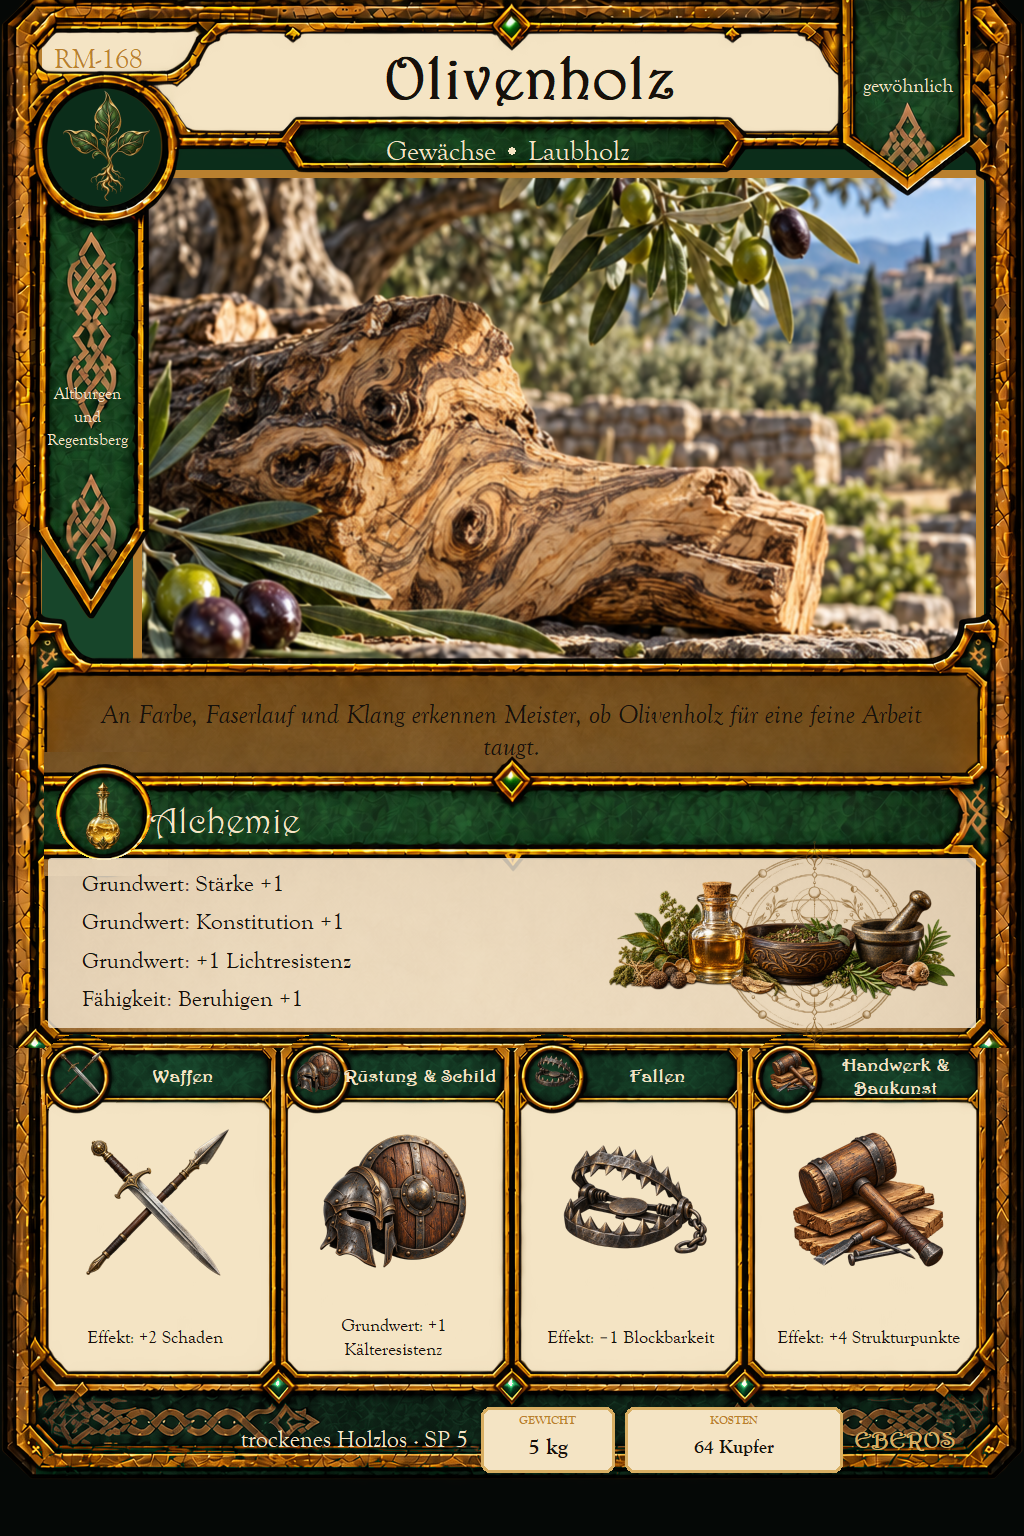 RM-168
Olivenholz
gewöhnlich
Gewächse • Laubholz
Altburgen
und
Regentsberg
An Farbe, Faserlauf und Klang erkennen Meister, ob Olivenholz für eine feine Arbeit
taugt.
Alchemie
Grundwert: Stärke +1
Grundwert: Konstitution +1
Grundwert: +1 Lichtresistenz
Fähigkeit: Beruhigen +1
Waffen
Rüstung & Schild
Fallen
Handwerk &
Baukunst
Effekt: +2 Schaden
Grundwert: +1
Kälteresistenz
Effekt: −1 Blockbarkeit
Effekt: +4 Strukturpunkte
trockenes Holzlos · SP 5
GEWICHT
5 kg
KOSTEN
64 Kupfer
EBEROS